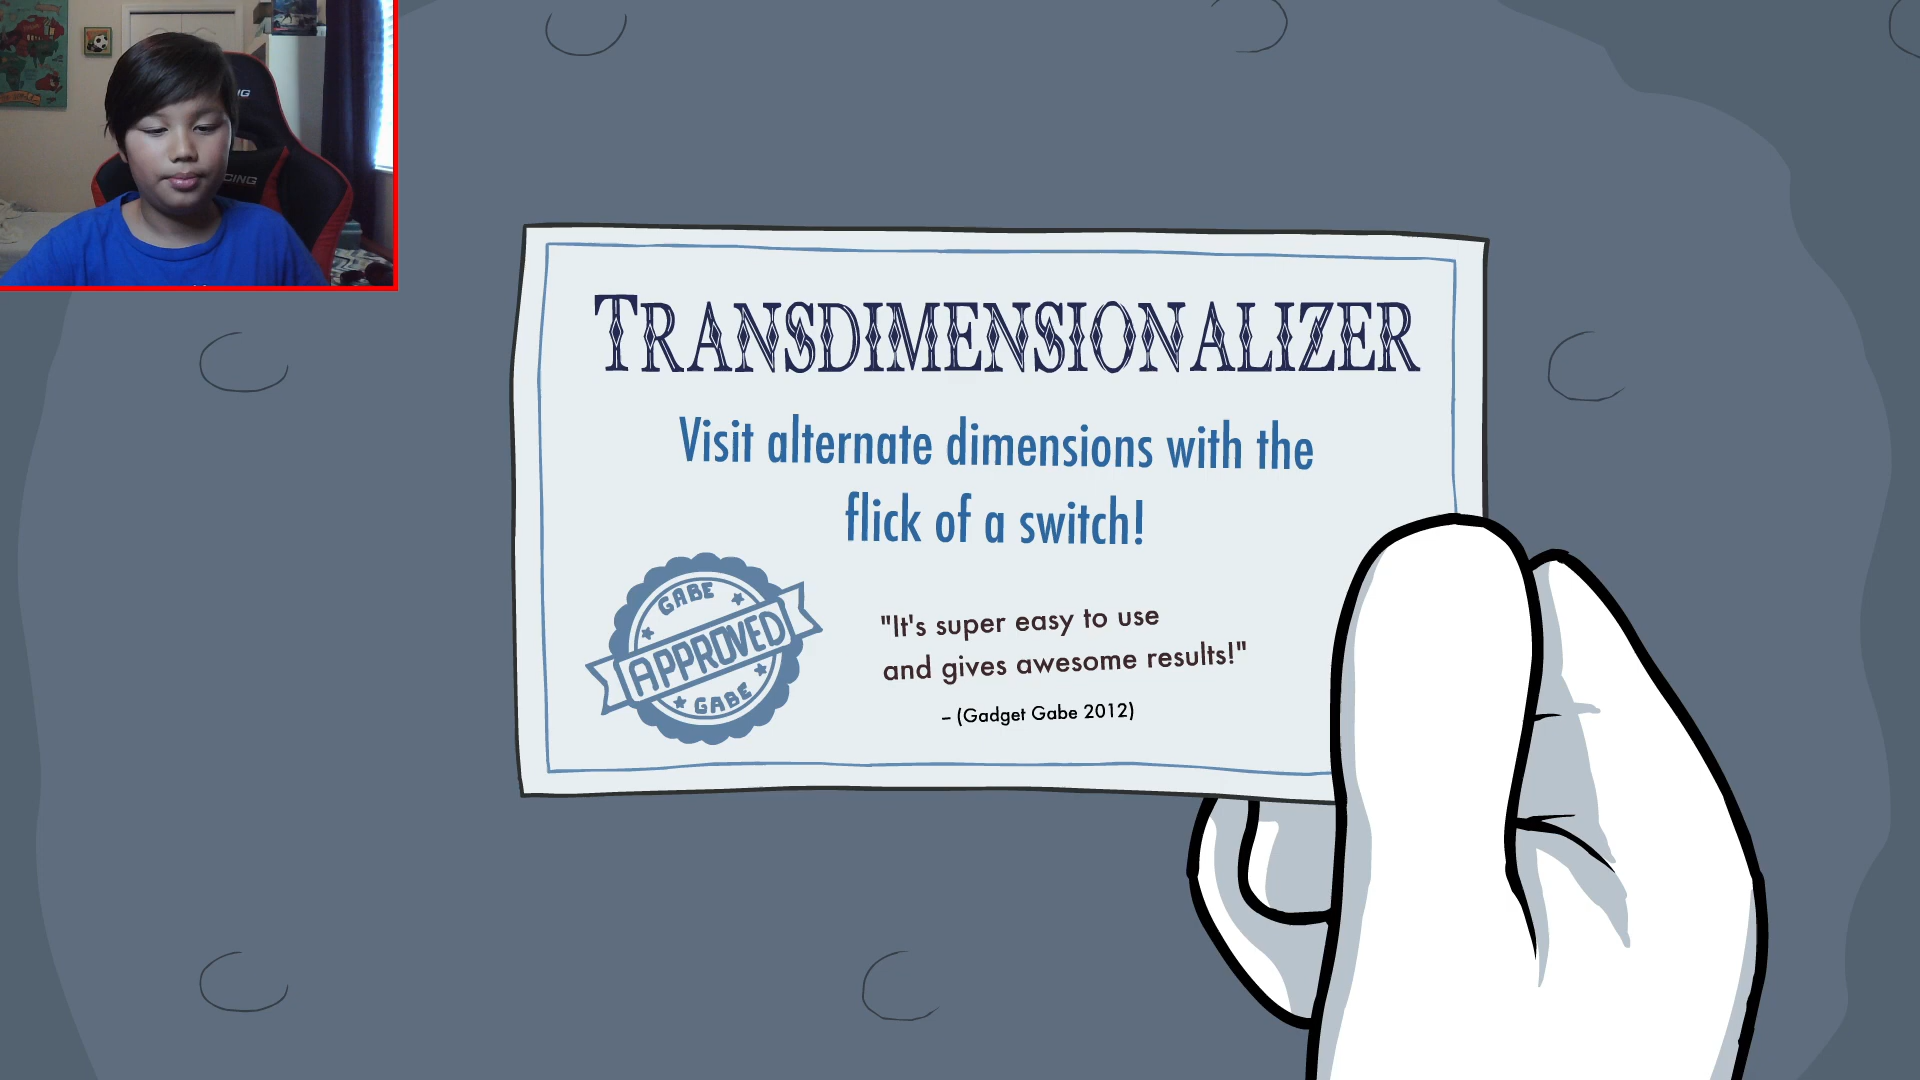 TRANSDIMENSIONALIZER
Visit alternate dimensions with the
flick of a switch!
GABE
APPROVED
GABE
"It's super easy to use
and gives awesome results!"
– (Gadget Gabe 2012)